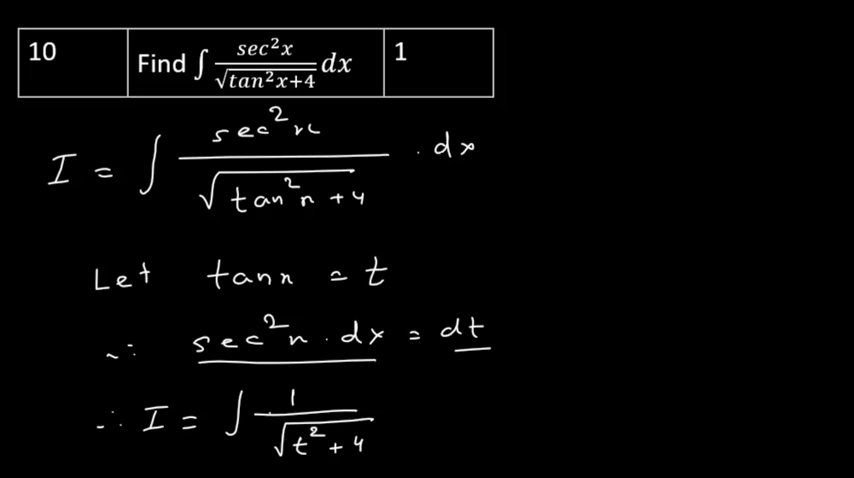 10 Find ∫ sec²x / √(tan²x+4) dx 1
I = ∫ sec²x / √(tan²x + 4) . dx
Let tanx = t
∴ sec²x . dx = dt
∴ I = ∫ 1 / √(t² + 4)